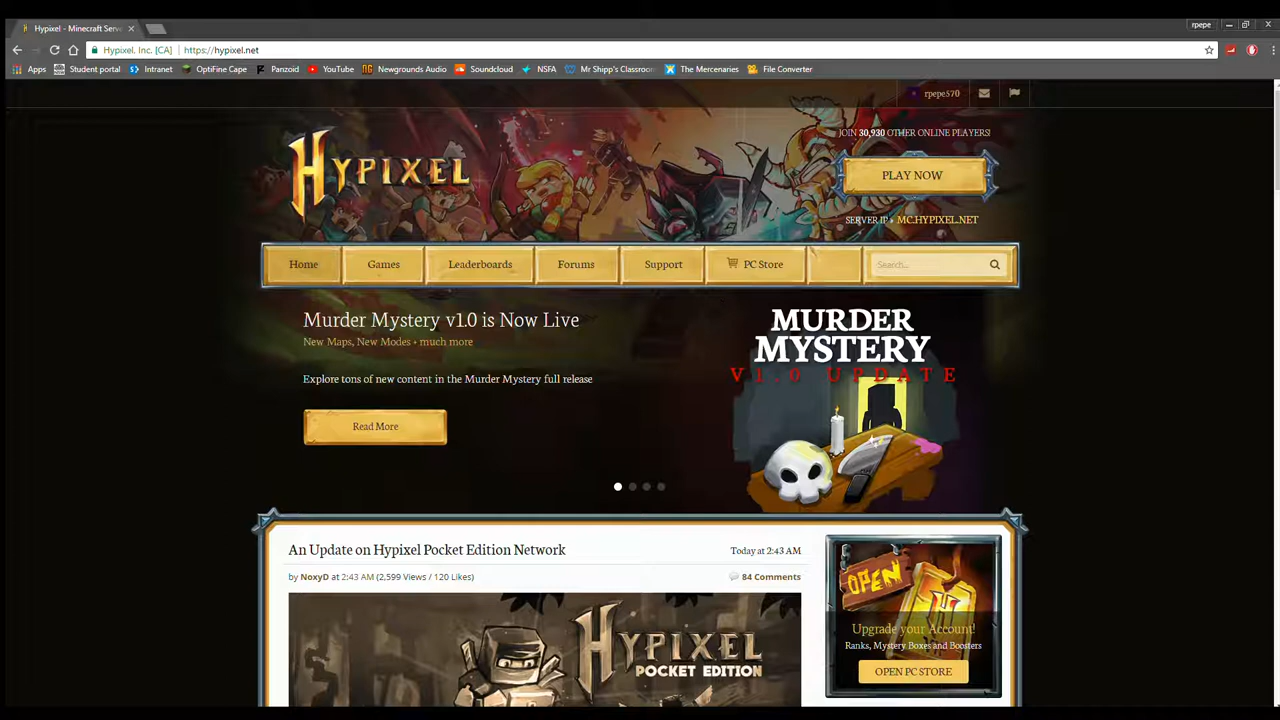 Hypixel - Minecraft Serv
rpepe
Hypixel, Inc. [CA] https://hypixel.net
Apps Student portal Intranet OptiFine Cape Panzoid YouTube Newgrounds Audio Soundcloud NSFA Mr Shipp's Classroom The Mercenaries File Converter
rpepe570
JOIN 30,930 OTHER ONLINE PLAYERS!
HYPIXEL
PLAY NOW
SERVER IP MC.HYPIXEL.NET
Home Games Leaderboards Forums Support PC Store Search...
Murder Mystery v1.0 is Now Live
New Maps, New Modes + much more
Explore tons of new content in the Murder Mystery full release
Read More
MURDER
MYSTERY
V1.0 UPDATE
An Update on Hypixel Pocket Edition Network Today at 2:43 AM
by NoxyD at 2:43 AM (2,599 Views / 120 Likes) 84 Comments
HYPIXEL
POCKET EDITION
OPEN
Upgrade your Account!
Ranks, Mystery Boxes and Boosters
OPEN PC STORE